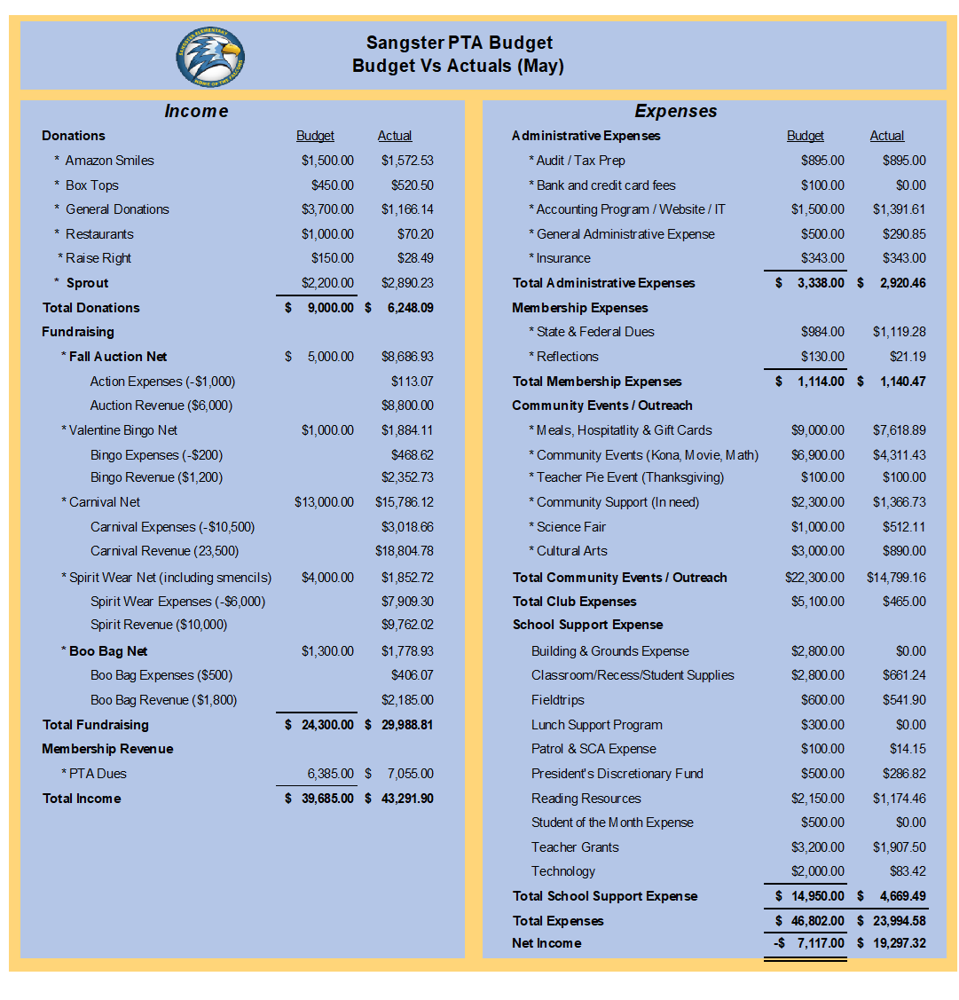 SANGSTER ELEMENTARY
HOME OF THE FALCONS
Sangster PTA Budget
Budget Vs Actuals (May)
Income
Donations Budget Actual
* Amazon Smiles $1,500.00 $1,572.53
* Box Tops $450.00 $520.50
* General Donations $3,700.00 $1,166.14
* Restaurants $1,000.00 $70.20
* Raise Right $150.00 $28.49
* Sprout $2,200.00 $2,890.23
Total Donations $ 9,000.00 $ 6,248.09
Fundraising
* Fall Auction Net $ 5,000.00 $8,686.93
Action Expenses (-$1,000) $113.07
Auction Revenue ($6,000) $8,800.00
* Valentine Bingo Net $1,000.00 $1,884.11
Bingo Expenses (-$200) $468.62
Bingo Revenue ($1,200) $2,352.73
* Carnival Net $13,000.00 $15,786.12
Carnival Expenses (-$10,500) $3,018.66
Carnival Revenue (23,500) $18,804.78
* Spirit Wear Net (including smencils) $4,000.00 $1,852.72
Spirit Wear Expenses (-$6,000) $7,909.30
Spirit Revenue ($10,000) $9,762.02
* Boo Bag Net $1,300.00 $1,778.93
Boo Bag Expenses ($500) $406.07
Boo Bag Revenue ($1,800) $2,185.00
Total Fundraising $ 24,300.00 $ 29,988.81
Membership Revenue
* PTA Dues 6,385.00 $ 7,055.00
Total Income $ 39,685.00 $ 43,291.90
Expenses
Administrative Expenses Budget Actual
* Audit / Tax Prep $895.00 $895.00
* Bank and credit card fees $100.00 $0.00
* Accounting Program / Website / IT $1,500.00 $1,391.61
* General Administrative Expense $500.00 $290.85
* Insurance $343.00 $343.00
Total Administrative Expenses $ 3,338.00 $ 2,920.46
Membership Expenses
* State & Federal Dues $984.00 $1,119.28
* Reflections $130.00 $21.19
Total Membership Expenses $ 1,114.00 $ 1,140.47
Community Events / Outreach
* Meals, Hospitatlity & Gift Cards $9,000.00 $7,618.89
* Community Events (Kona, Movie, Math) $6,900.00 $4,311.43
* Teacher Pie Event (Thanksgiving) $100.00 $100.00
* Community Support (In need) $2,300.00 $1,366.73
* Science Fair $1,000.00 $512.11
* Cultural Arts $3,000.00 $890.00
Total Community Events / Outreach $22,300.00 $14,799.16
Total Club Expenses $5,100.00 $465.00
School Support Expense
Building & Grounds Expense $2,800.00 $0.00
Classroom/Recess/Student Supplies $2,800.00 $661.24
Fieldtrips $600.00 $541.90
Lunch Support Program $300.00 $0.00
Patrol & SCA Expense $100.00 $14.15
President's Discretionary Fund $500.00 $286.82
Reading Resources $2,150.00 $1,174.46
Student of the Month Expense $500.00 $0.00
Teacher Grants $3,200.00 $1,907.50
Technology $2,000.00 $83.42
Total School Support Expense $ 14,950.00 $ 4,669.49
Total Expenses $ 46,802.00 $ 23,994.58
Net Income -$ 7,117.00 $ 19,297.32